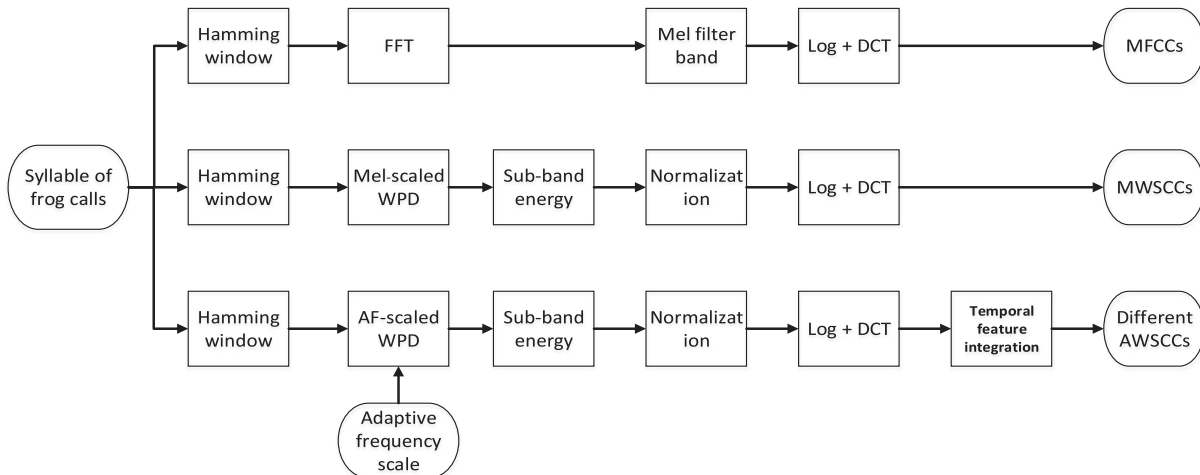 Hamming
window
FFT
Mel filter
band
Log + DCT
MFCCs
Syllable of
frog calls
Hamming
window
Mel-scaled
WPD
Sub-band
energy
Normalizat
ion
Log + DCT
MWSCCs
Hamming
window
AF-scaled
WPD
Sub-band
energy
Normalizat
ion
Log + DCT
Temporal
feature
integration
Different
AWSCCs
Adaptive
frequency
scale